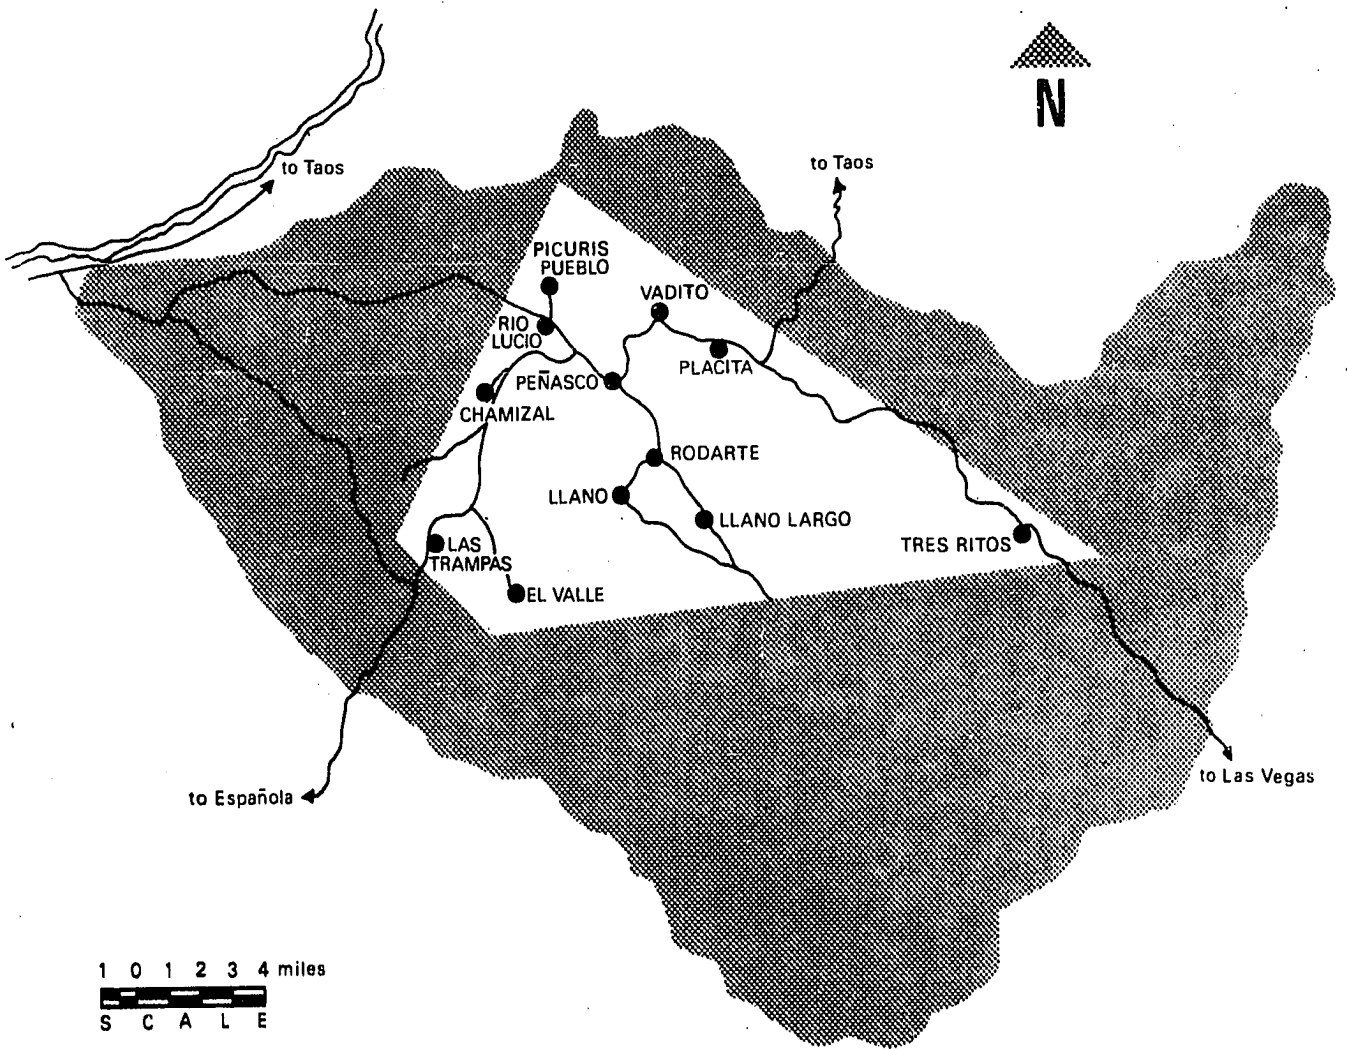 N
to Taos
to Taos
PICURIS
PUEBLO
VADITO
RIO
LUCIO
PLACITA
PEÑASCO
CHAMIZAL
RODARTE
LLANO
LLANO LARGO
TRES RITOS
LAS
TRAMPAS
EL VALLE
to Las Vegas
to Española
1 0 1 2 3 4 miles
S C A L E